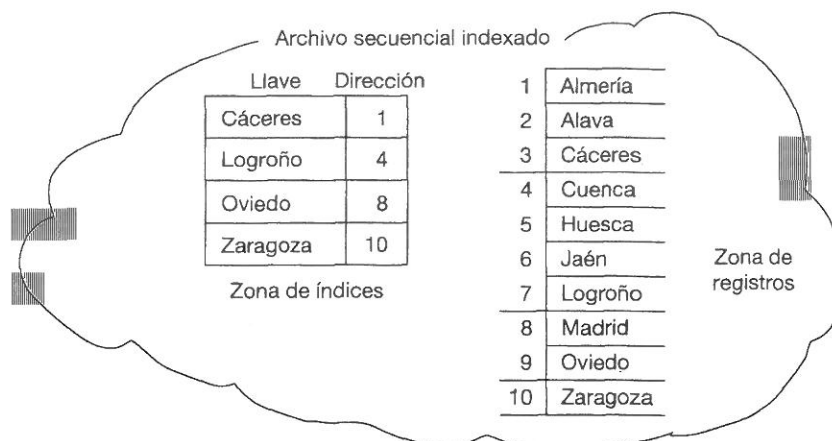 Archivo secuencial indexado
Llave Dirección
Cáceres 1
Logroño 4
Oviedo 8
Zaragoza 10
Zona de índices
1 Almería
2 Alava
3 Cáceres
4 Cuenca
5 Huesca
6 Jaén
7 Logroño
8 Madrid
9 Oviedo
10 Zaragoza
Zona de
registros